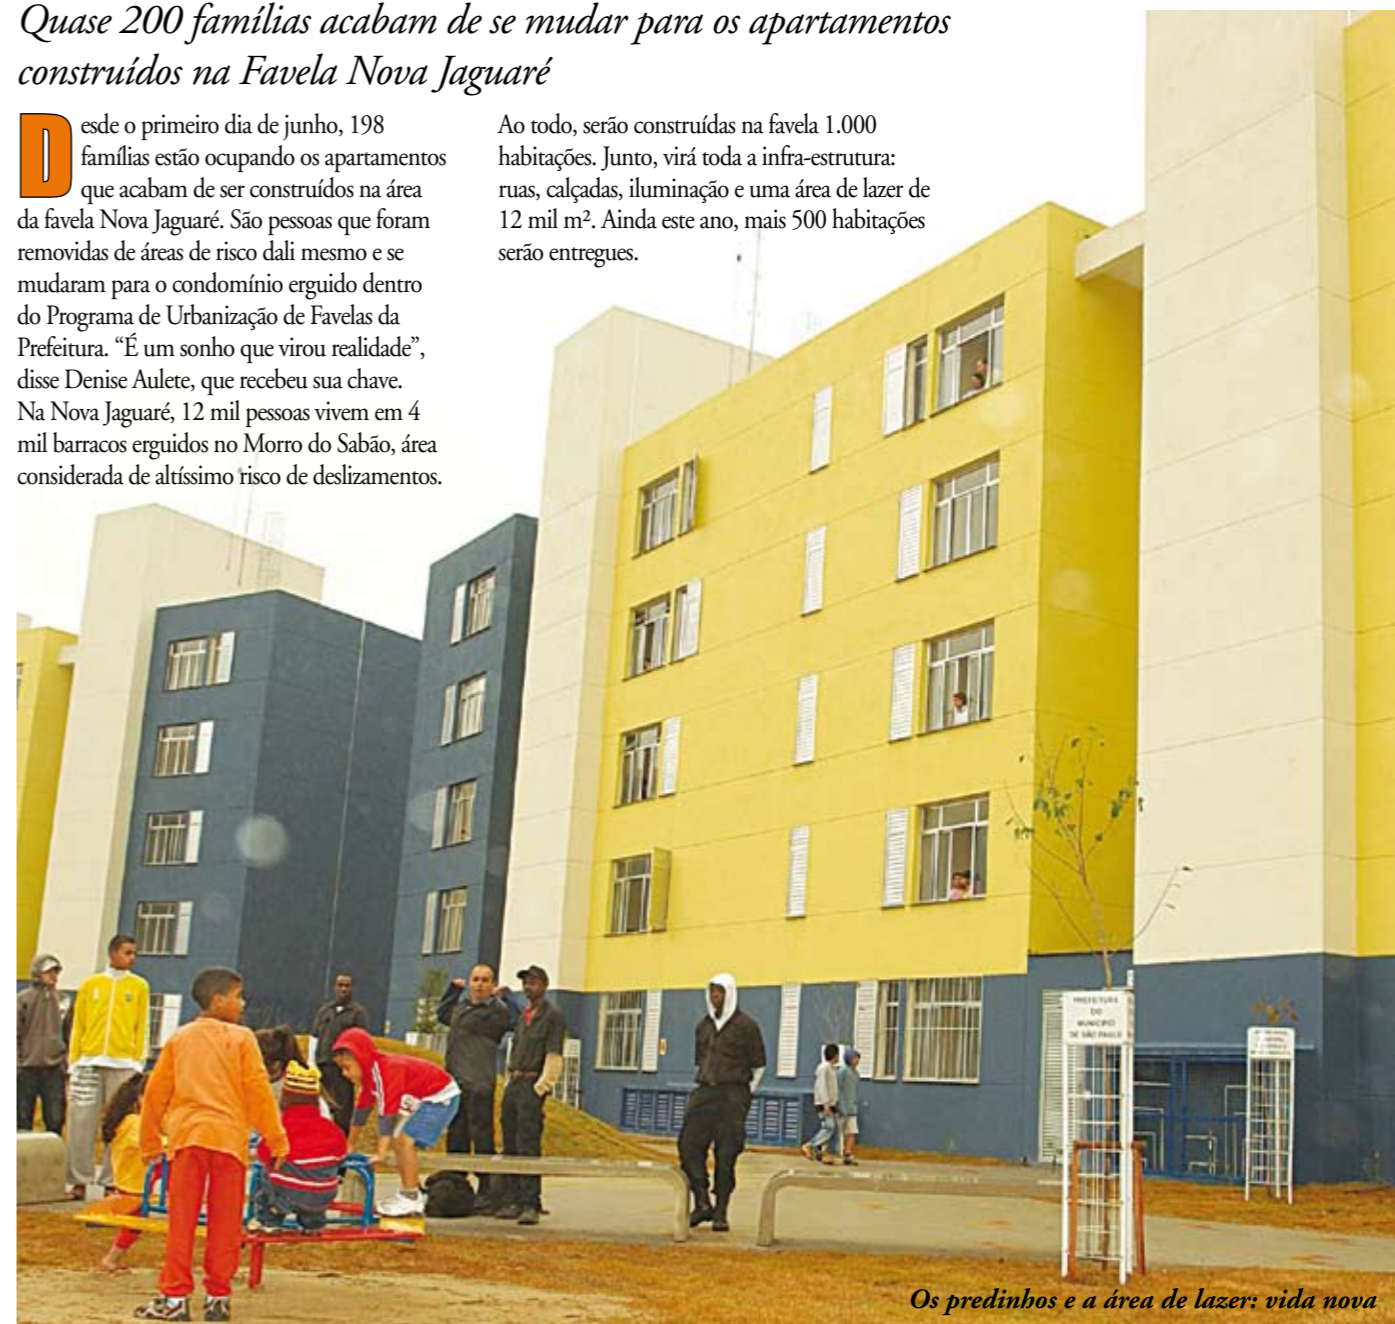 Quase 200 famílias acabam de se mudar para os apartamentos
construídos na Favela Nova Jaguaré
Desde o primeiro dia de junho, 198
famílias estão ocupando os apartamentos
que acabam de ser construídos na área
da favela Nova Jaguaré. São pessoas que foram
removidas de áreas de risco dali mesmo e se
mudaram para o condomínio erguido dentro
do Programa de Urbanização de Favelas da
Prefeitura. “É um sonho que virou realidade”,
disse Denise Aulete, que recebeu sua chave.
Na Nova Jaguaré, 12 mil pessoas vivem em 4
mil barracos erguidos no Morro do Sabão, área
considerada de altíssimo risco de deslizamentos.
Ao todo, serão construídas na favela 1.000
habitações. Junto, virá toda a infra-estrutura:
ruas, calçadas, iluminação e uma área de lazer de
12 mil m². Ainda este ano, mais 500 habitações
serão entregues.
PREFEITURA
DO
MUNICIPIO
DE SÃO PAULO
Os predinhos e a área de lazer: vida nova